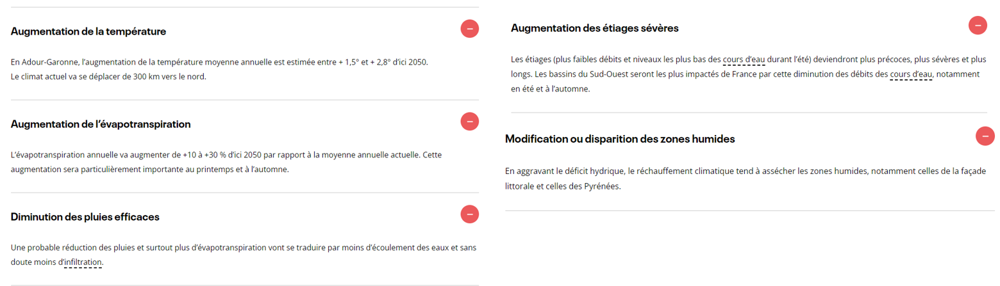 Augmentation de la température
En Adour-Garonne, l’augmentation de la température moyenne annuelle est estimée entre + 1,5° et + 2,8° d’ici 2050.
Le climat actuel va se déplacer de 300 km vers le nord.
Augmentation de l’évapotranspiration
L’évapotranspiration annuelle va augmenter de +10 à +30 % d’ici 2050 par rapport à la moyenne annuelle actuelle. Cette
augmentation sera particulièrement importante au printemps et à l’automne.
Diminution des pluies efficaces
Une probable réduction des pluies et surtout plus d’évapotranspiration vont se traduire par moins d’écoulement des eaux et sans
doute moins d’infiltration.
Augmentation des étiages sévères
Les étiages (plus faibles débits et niveaux les plus bas des cours d’eau durant l’été) deviendront plus précoces, plus sévères et plus
longs. Les bassins du Sud-Ouest seront les plus impactés de France par cette diminution des débits des cours d’eau, notamment
en été et à l’automne.
Modification ou disparition des zones humides
En aggravant le déficit hydrique, le réchauffement climatique tend à assécher les zones humides, notamment celles de la façade
littorale et celles des Pyrénées.